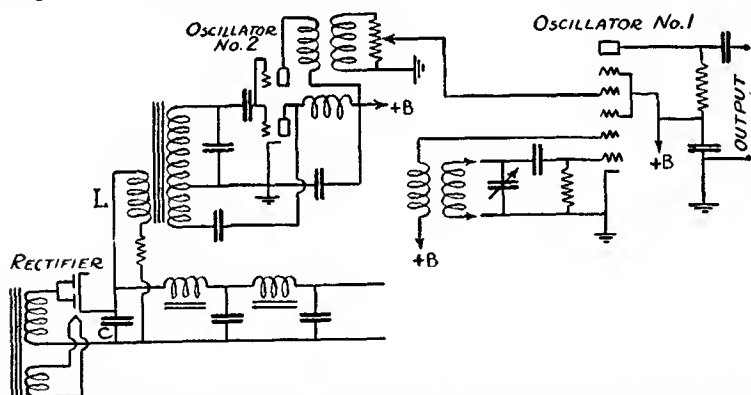 OSCILLATOR
No. 2
OSCILLATOR No. 1
+B
OUTPUT
+B
L
+B
RECTIFIER
C